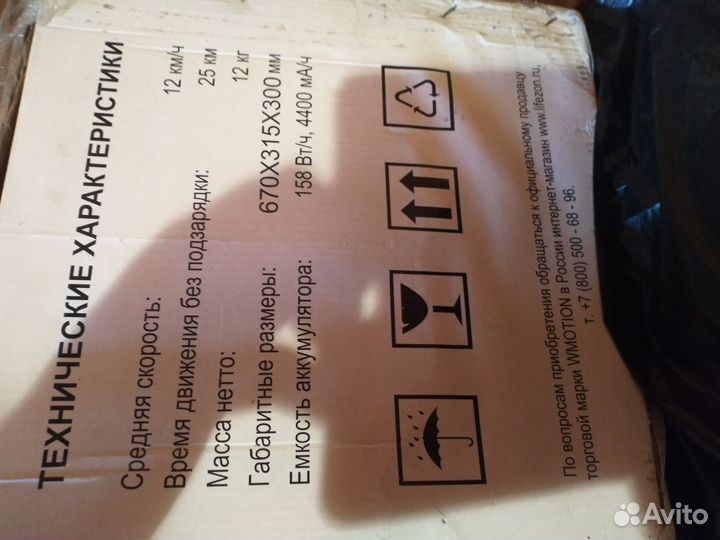 ТЕХНИЧЕСКИЕ ХАРАКТЕРИСТИКИ
Средняя скорость: 12 км/ч
Время движения без подзарядки: 25 км
Масса нетто: 12 кг
Габаритные размеры: 670Х315Х300 мм
Емкость аккумулятора: 158 Вт/ч, 4400 мА/ч
По вопросам приобретения обращаться к официальному продавцу
торговой марки WMOTION в России интернет-магазин www.lifezon.ru,
т. +7 (800) 500 - 68 - 96.
Avito